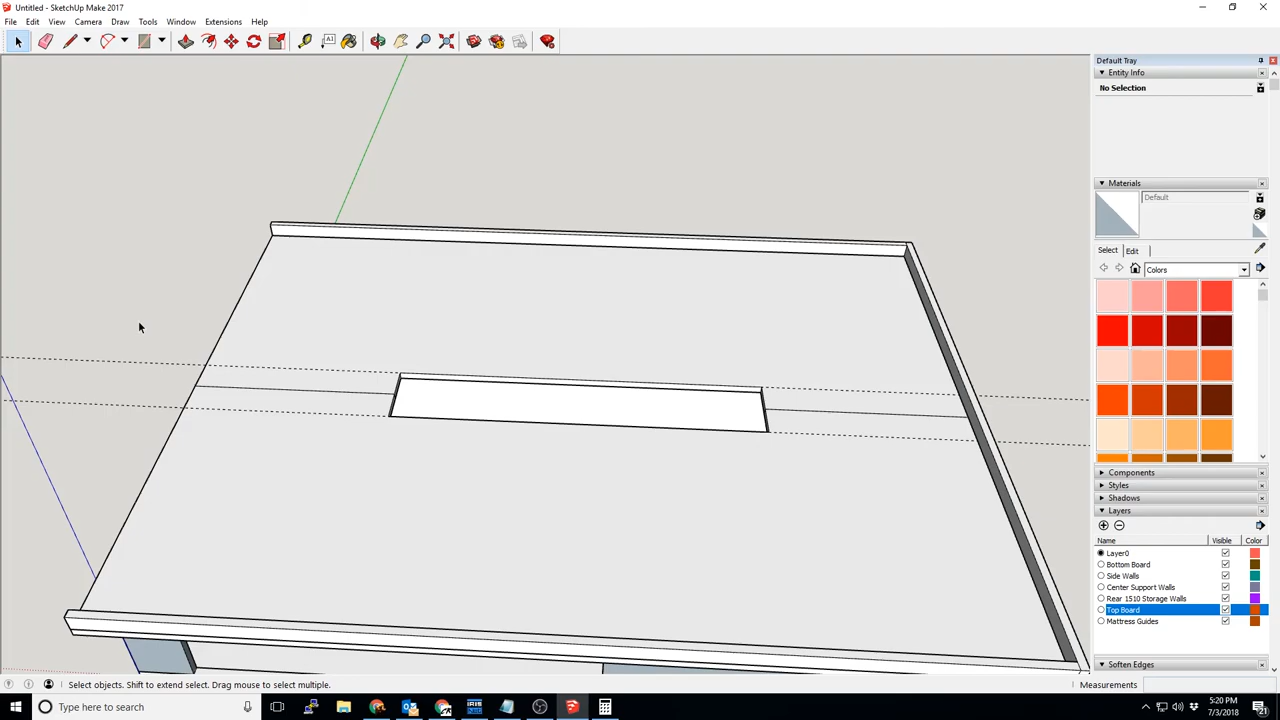 Untitled - SketchUp Make 2017
File Edit View Camera Draw Tools Window Extensions Help
Default Tray
Entity Info
No Selection
Materials
Default
Select Edit
Colors
Components
Styles
Shadows
Layers
Name Visible Color
Layer0
Bottom Board
Side Walls
Center Support Walls
Rear 1510 Storage Walls
Top Board
Mattress Guides
Soften Edges
Select objects. Shift to extend select. Drag mouse to select multiple.
Measurements
Type here to search
5:20 PM
7/3/2018